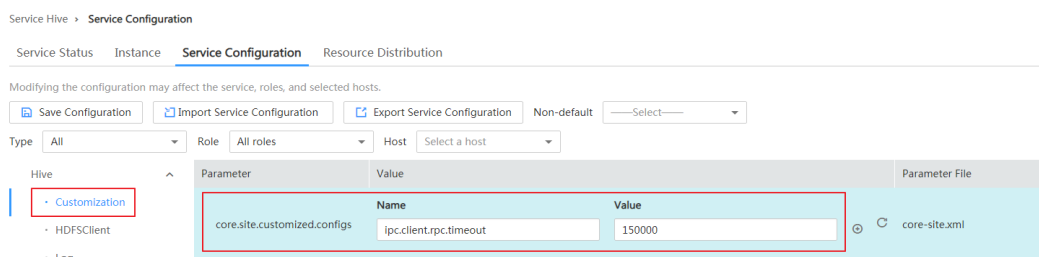 Service Hive > Service Configuration
Service Status Instance Service Configuration Resource Distribution
Modifying the configuration may affect the service, roles, and selected hosts.
Save Configuration Import Service Configuration Export Service Configuration Non-default ——Select——
Type All Role All roles Host Select a host
Hive Parameter Value Parameter File
Customization Name Value
core.site.customized.configs ipc.client.rpc.timeout 150000 core-site.xml
HDFSClient